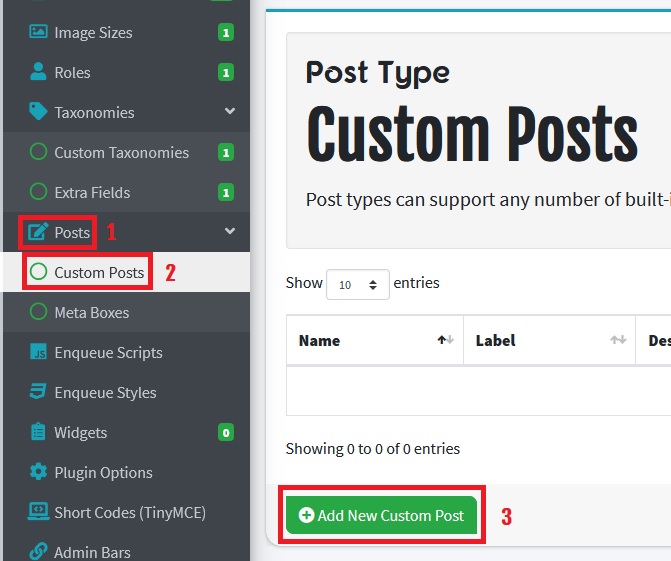 Image Sizes 1
Roles 1
Taxonomies
Custom Taxonomies 1
Extra Fields 1
Posts 1
Custom Posts 2
Meta Boxes
JS Enqueue Scripts
Enqueue Styles
Widgets 0
Plugin Options
Short Codes (TinyMCE)
Admin Bars
Post Type
Custom Posts
Post types can support any number of built-i
Show 10 entries
Name Label Des
Showing 0 to 0 of 0 entries
Add New Custom Post 3